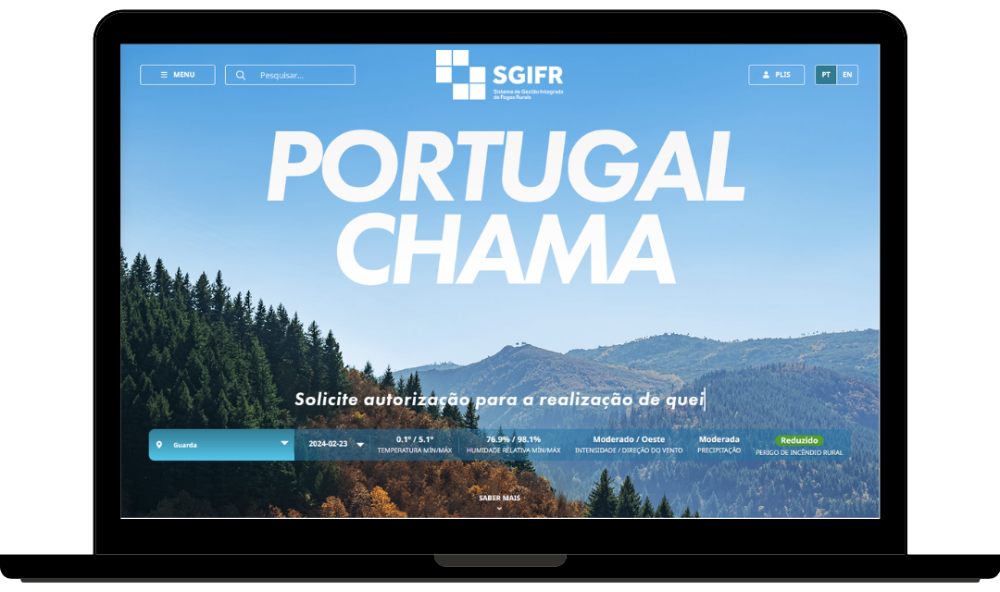 MENU
Pesquisar...
SGIFR
Sistema de Gestão Integrada
de Fogos Rurais
PLIS
PT
EN
PORTUGAL
CHAMA
Solicite autorização para a realização de quei
Guarda
2024-02-23
0.1º / 5.1º
TEMPERATURA MÍN/MÁX
76.9% / 98.1%
HUMIDADE RELATIVA MÍN/MÁX
Moderado / Oeste
INTENSIDADE / DIREÇÃO DO VENTO
Moderada
PRECIPITAÇÃO
Reduzido
PERIGO DE INCÊNDIO RURAL
SABER MAIS